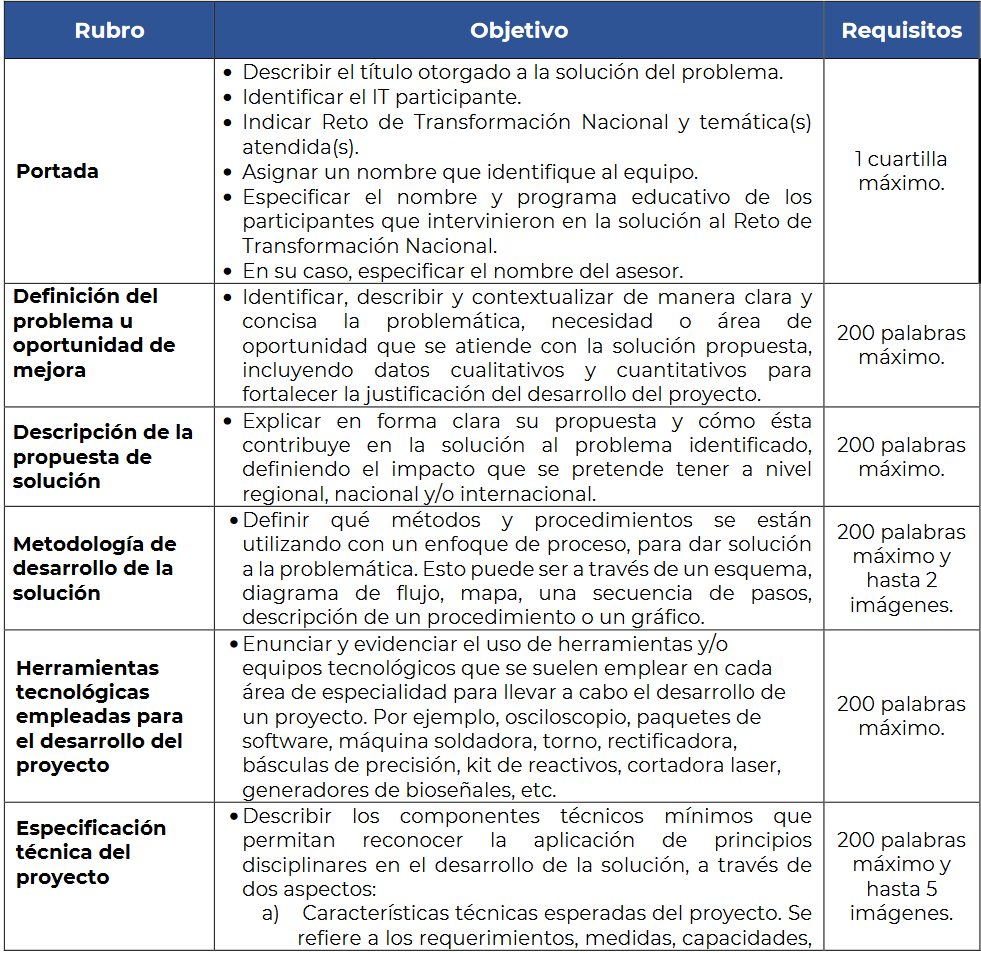 Rubro
Objetivo
Requisitos
Portada
• Describir el título otorgado a la solución del problema.
• Identificar el IT participante.
• Indicar Reto de Transformación Nacional y temática(s)
atendida(s).
• Asignar un nombre que identifique al equipo.
• Especificar el nombre y programa educativo de los
participantes que intervinieron en la solución al Reto de
Transformación Nacional.
• En su caso, especificar el nombre del asesor.
1 cuartilla
máximo.
Definición del
problema u
oportunidad de
mejora
• Identificar, describir y contextualizar de manera clara y
concisa la problemática, necesidad o área de
oportunidad que se atiende con la solución propuesta,
incluyendo datos cualitativos y cuantitativos para
fortalecer la justificación del desarrollo del proyecto.
200 palabras
máximo.
Descripción de la
propuesta de
solución
• Explicar en forma clara su propuesta y cómo ésta
contribuye en la solución al problema identificado,
definiendo el impacto que se pretende tener a nivel
regional, nacional y/o internacional.
200 palabras
máximo.
Metodología de
desarrollo de la
solución
• Definir qué métodos y procedimientos se están
utilizando con un enfoque de proceso, para dar solución
a la problemática. Esto puede ser a través de un esquema,
diagrama de flujo, mapa, una secuencia de pasos,
descripción de un procedimiento o un gráfico.
200 palabras
máximo y
hasta 2
imágenes.
Herramientas
tecnológicas
empleadas para
el desarrollo del
proyecto
• Enunciar y evidenciar el uso de herramientas y/o
equipos tecnológicos que se suelen emplear en cada
área de especialidad para llevar a cabo el desarrollo de
un proyecto. Por ejemplo, osciloscopio, paquetes de
software, máquina soldadora, torno, rectificadora,
básculas de precisión, kit de reactivos, cortadora laser,
generadores de bioseñales, etc.
200 palabras
máximo.
Especificación
técnica del
proyecto
• Describir los componentes técnicos mínimos que
permitan reconocer la aplicación de principios
disciplinares en el desarrollo de la solución, a través de
dos aspectos:
a) Características técnicas esperadas del proyecto. Se
refiere a los requerimientos, medidas, capacidades,
200 palabras
máximo y
hasta 5
imágenes.